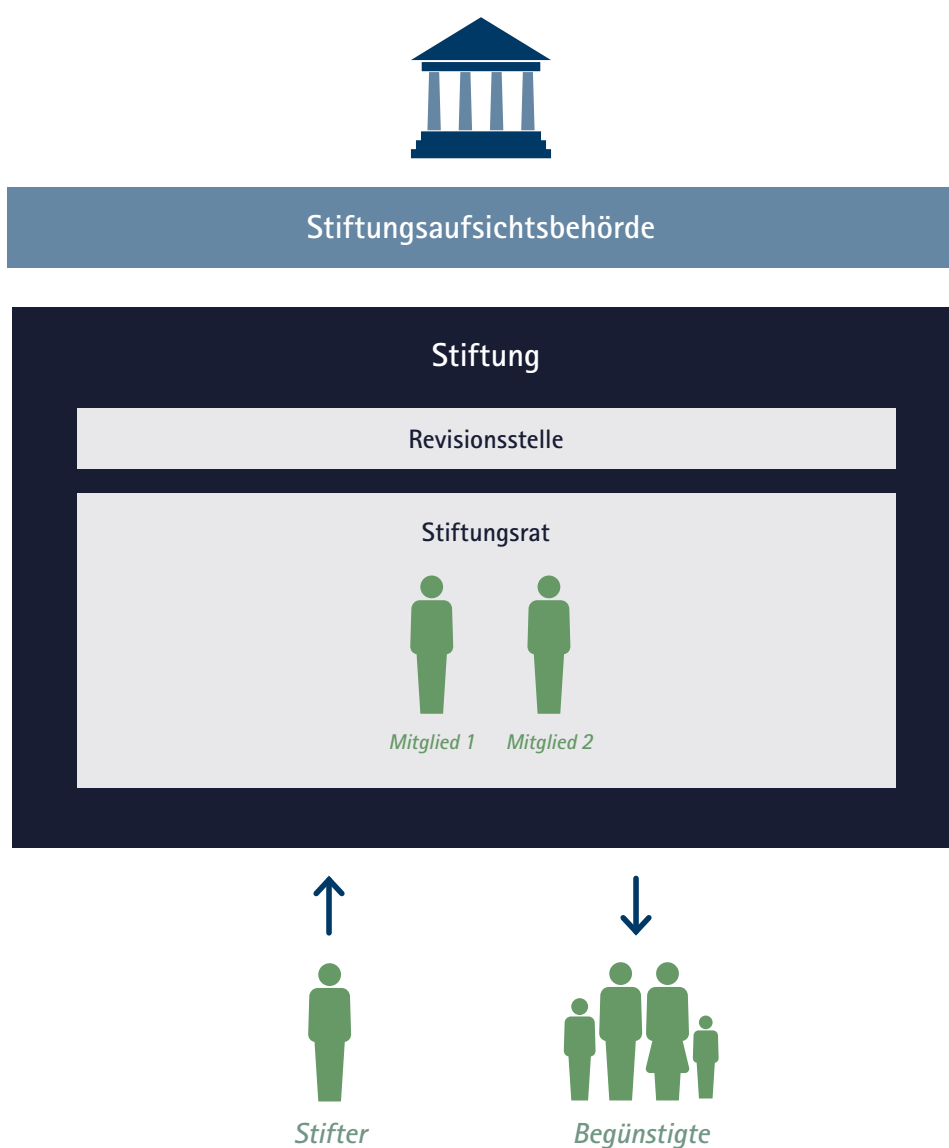 Stiftungsaufsichtsbehörde
Stiftung
Revisionsstelle
Stiftungsrat
Mitglied 1 Mitglied 2
Stifter Begünstigte